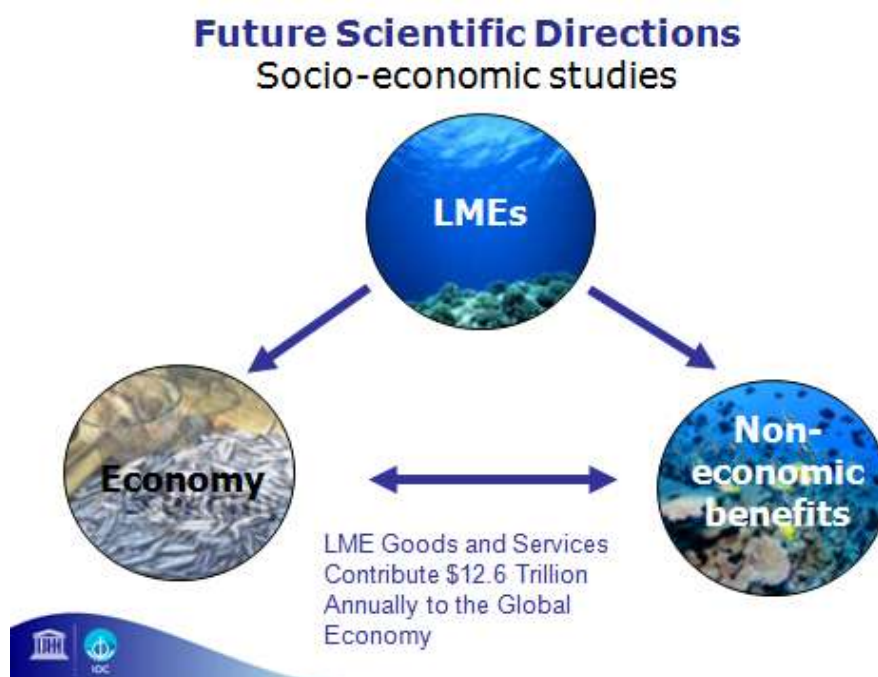 Future Scientific Directions
Socio-economic studies
LMEs
Economy
Non-
economic
benefits
LME Goods and Services
Contribute $12.6 Trillion
Annually to the Global
Economy
IOC